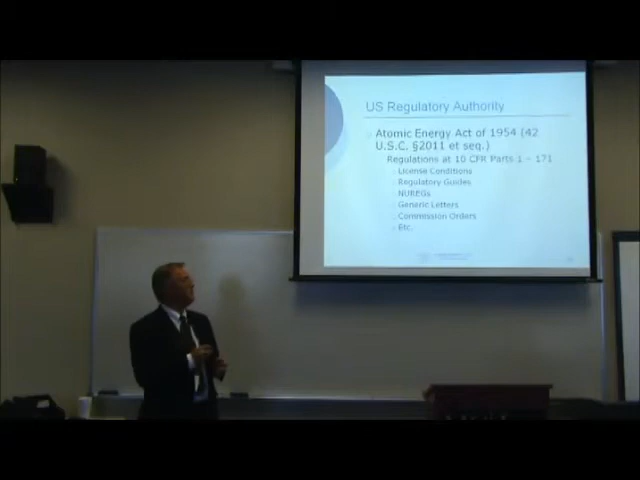 US Regulatory Authority
Atomic Energy Act of 1954 (42
U.S.C. §2011 et seq.)
Regulations at 10 CFR Parts 1 - 171
License Conditions
Regulatory Guides
NUREGs
Generic Letters
Commission Orders
Etc.